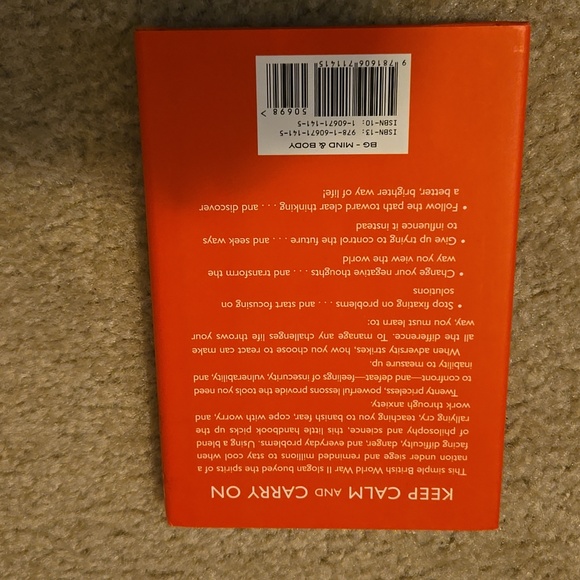 KEEP CALM AND CARRY ON
This simple British World War II slogan buoyed the spirits of a
nation under siege and reminded millions to stay cool when
facing difficulty, danger, and everyday problems. Using a blend
of philosophy and science, this little handbook picks up the
rallying cry, teaching you to banish fear, cope with worry, and
work through anxiety.
Twenty priceless, powerful lessons provide the tools you need
to confront—and defeat—feelings of insecurity, vulnerability, and
inability to measure up.
When adversity strikes, how you choose to react can make
all the difference. To manage any challenges life throws your
way, you must learn to:
• Stop fixating on problems . . . and start focusing on
solutions
• Change your negative thoughts . . . and transform the
way you view the world
• Give up trying to control the future . . . and seek ways
to influence it instead
• Follow the path toward clear thinking . . . and discover
a better, brighter way of life!
BG - MIND & BODY
ISBN-13: 978-1-60671-141-5
ISBN-10: 1-60671-141-5
50698 >
9 781606 711415